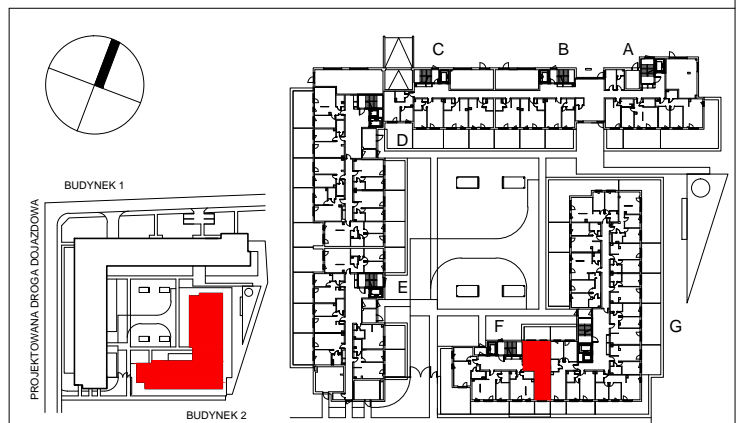 C B A
D
BUDYNEK 1
PROJEKTOWANA DROGA DOJAZDOWA
E
F G
BUDYNEK 2